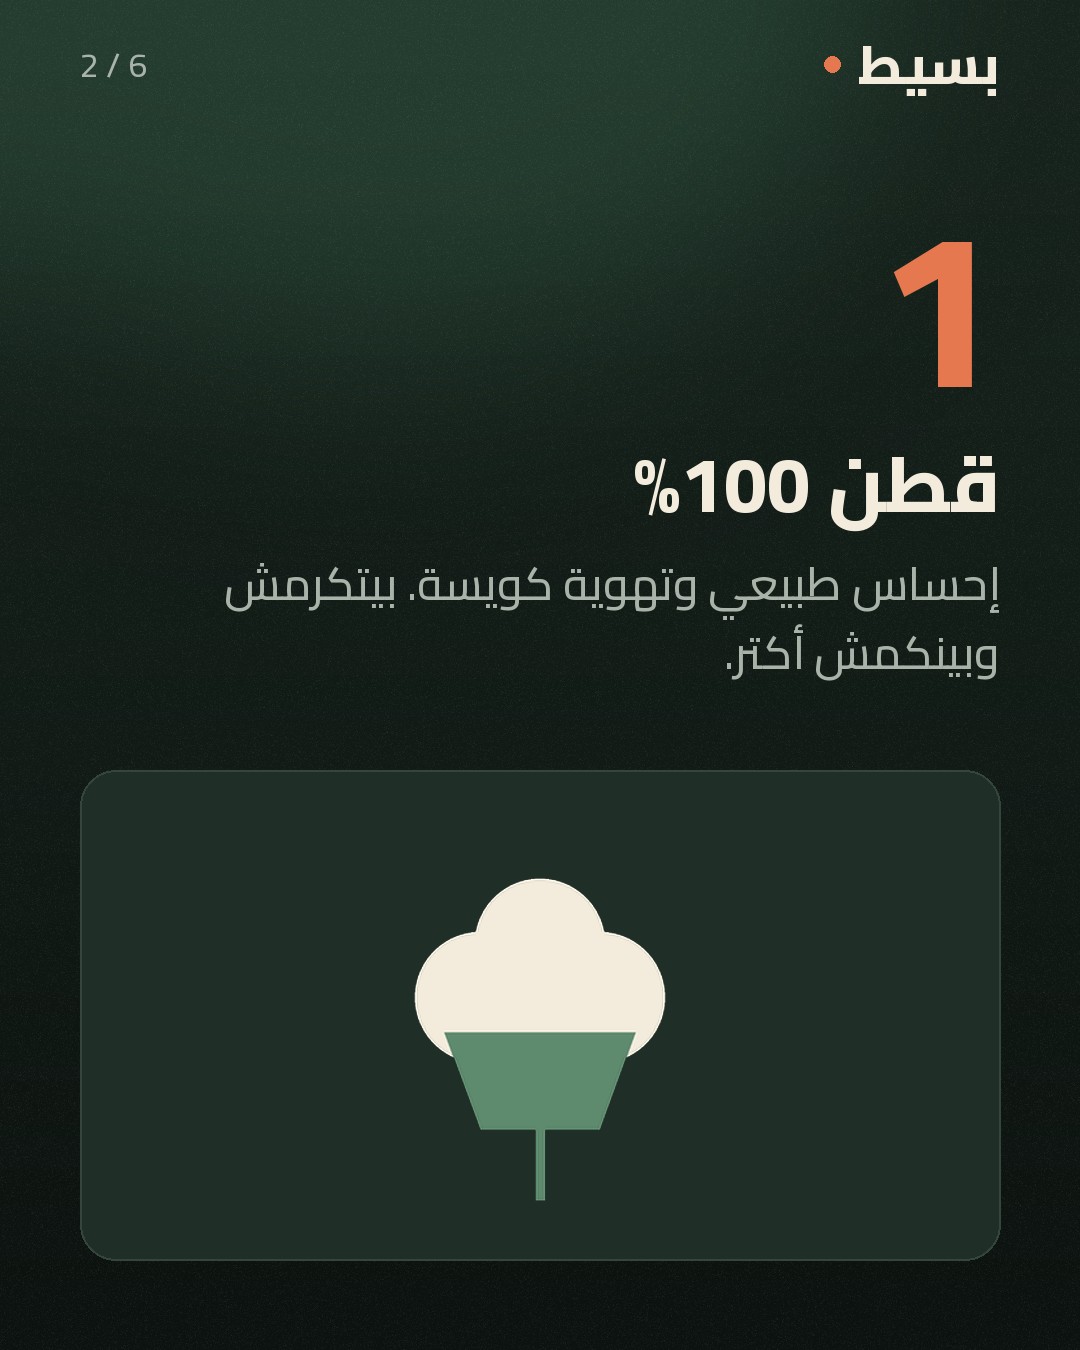 بسيط
2 / 6
1
قطن 100%
إحساس طبيعي وتهوية كويسة. بيتكرمش
وبينكمش أكتر.